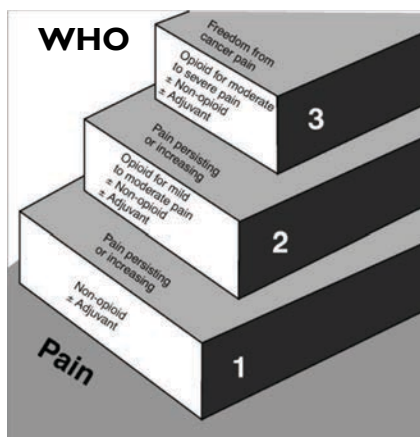 WHO
Freedom from
cancer pain
Opioid for moderate
to severe pain
± Non-opioid
± Adjuvant
3
Pain persisting
or increasing
Opioid for mild
to moderate pain
± Non-opioid
± Adjuvant
2
Pain persisting
or increasing
Non-opioid
± Adjuvant
1
Pain